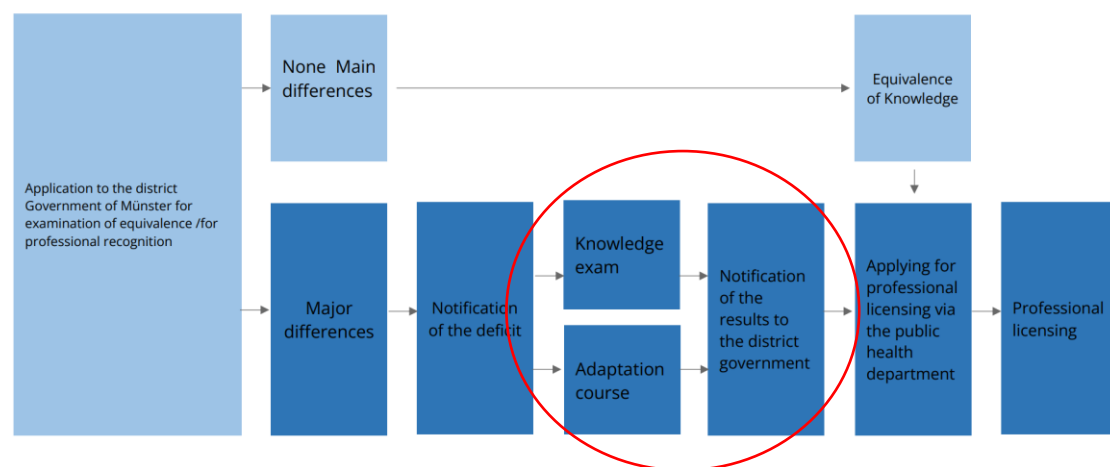 None Main
differences
Equivalence
of Knowledge
Application to the district
Government of Münster for
examination of equivalence /for
professional recognition
Major
differences
Notification
of the deficit
Knowledge
exam
Adaptation
course
Notification
of the
results to
the district
government
Applying for
professional
licensing via
the public
health
department
Professional
licensing